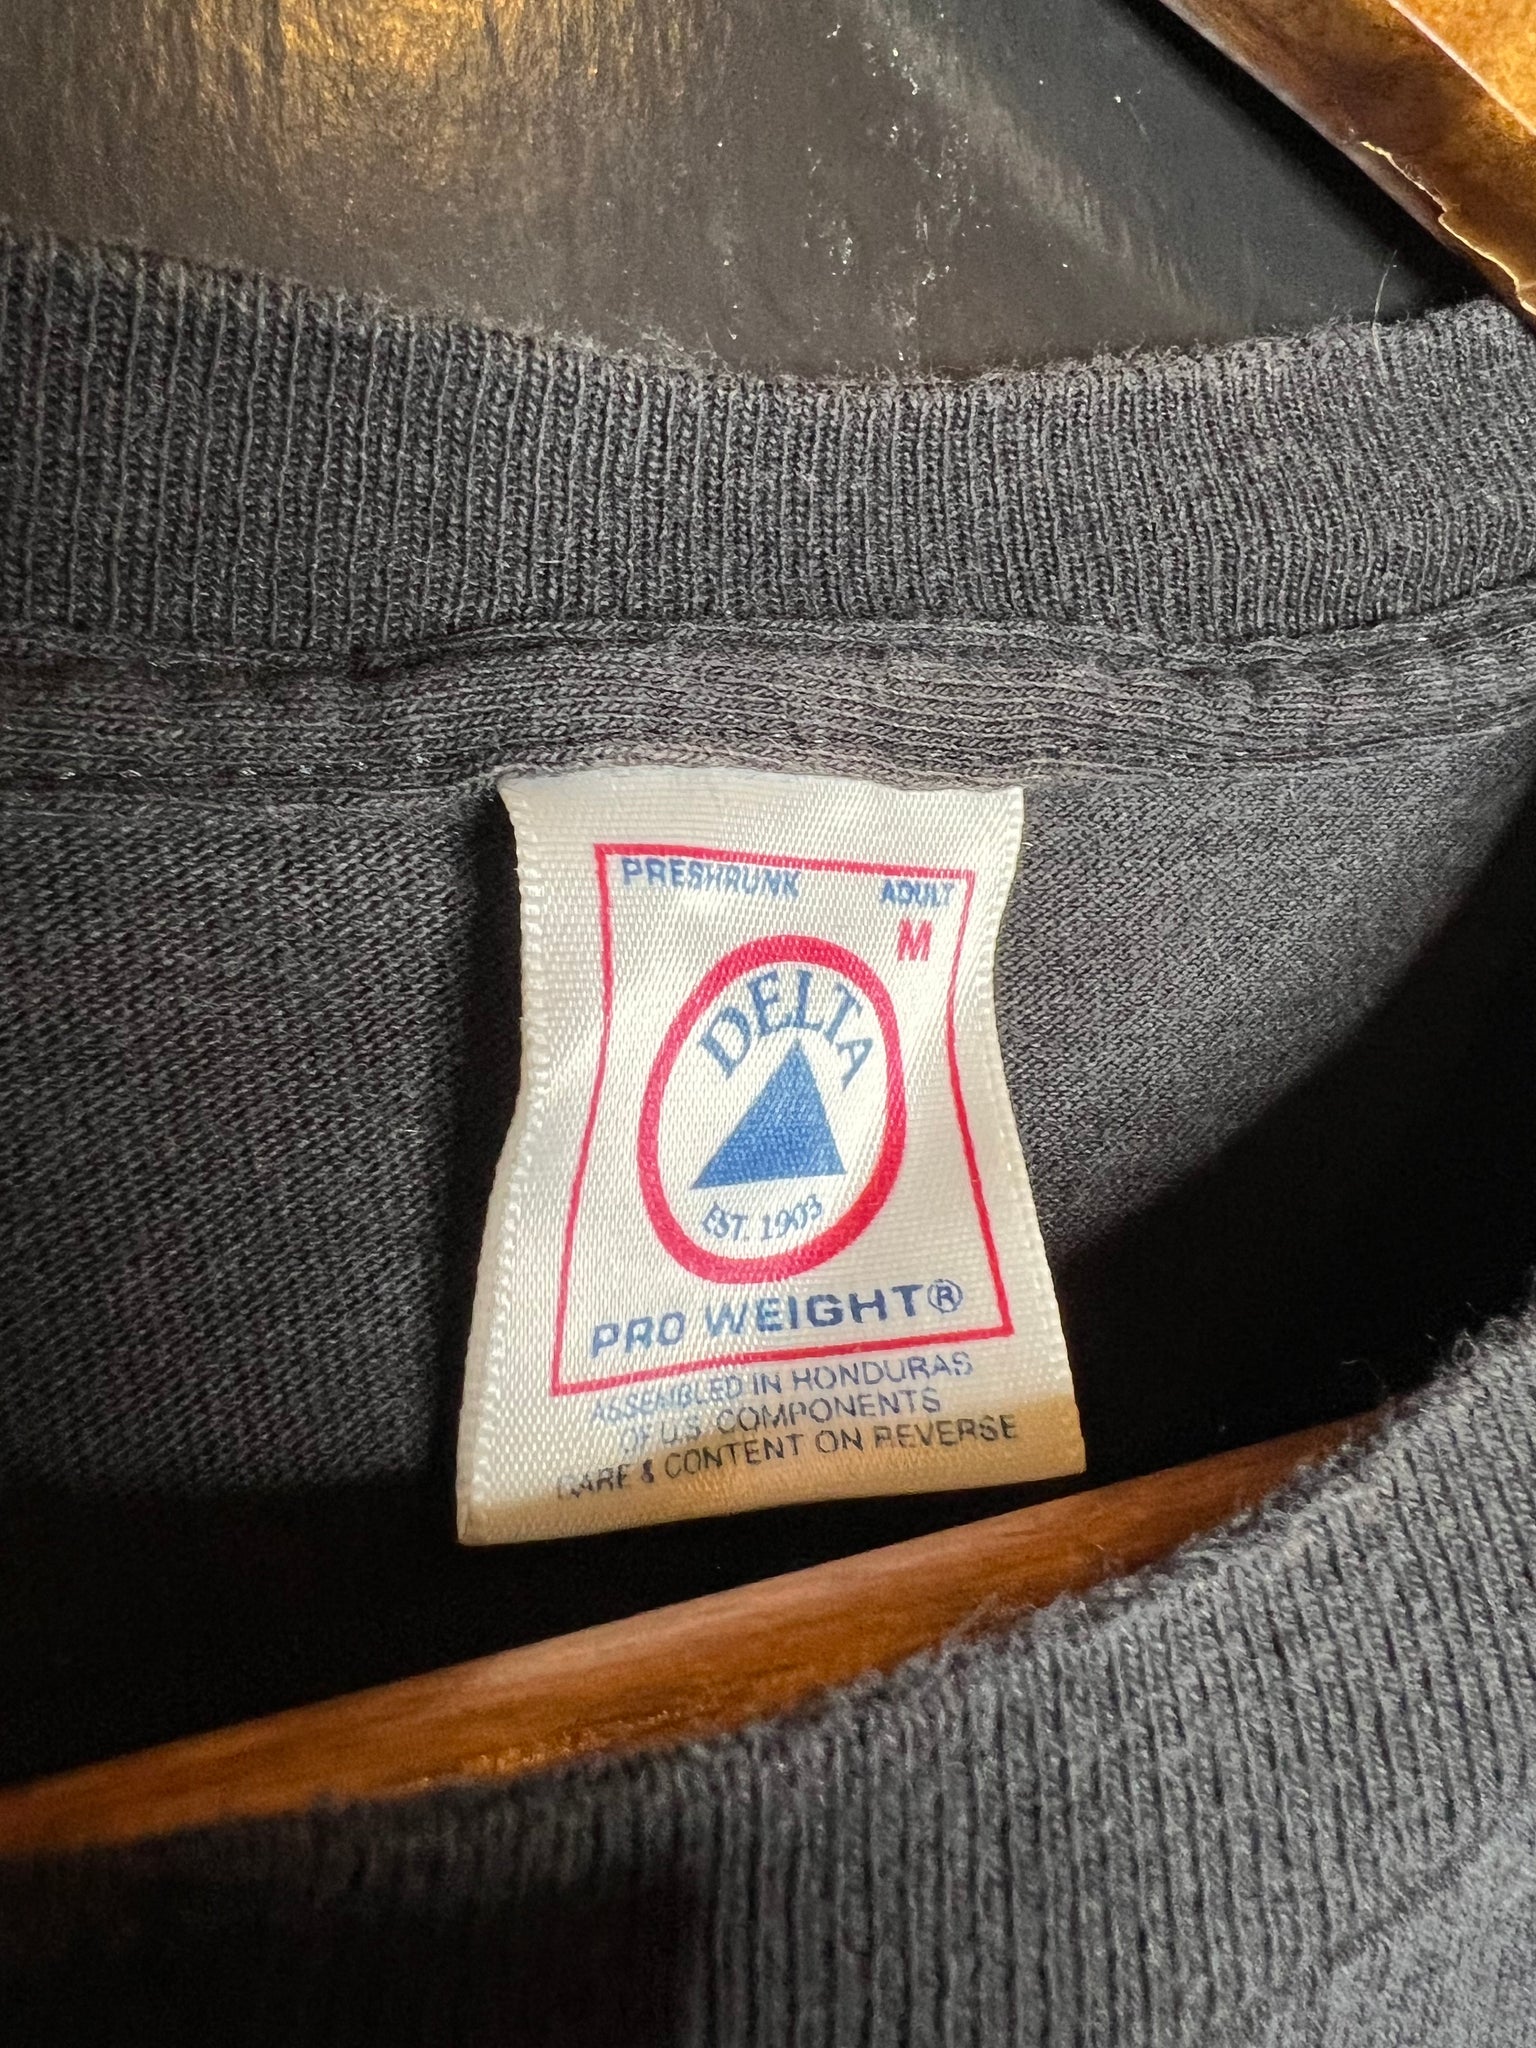 PRESHRUNK ADULT
M
DELTA
EST. 1903
PRO WEIGHT®
ASSEMBLED IN HONDURAS
OF U.S. COMPONENTS
CARE & CONTENT ON REVERSE